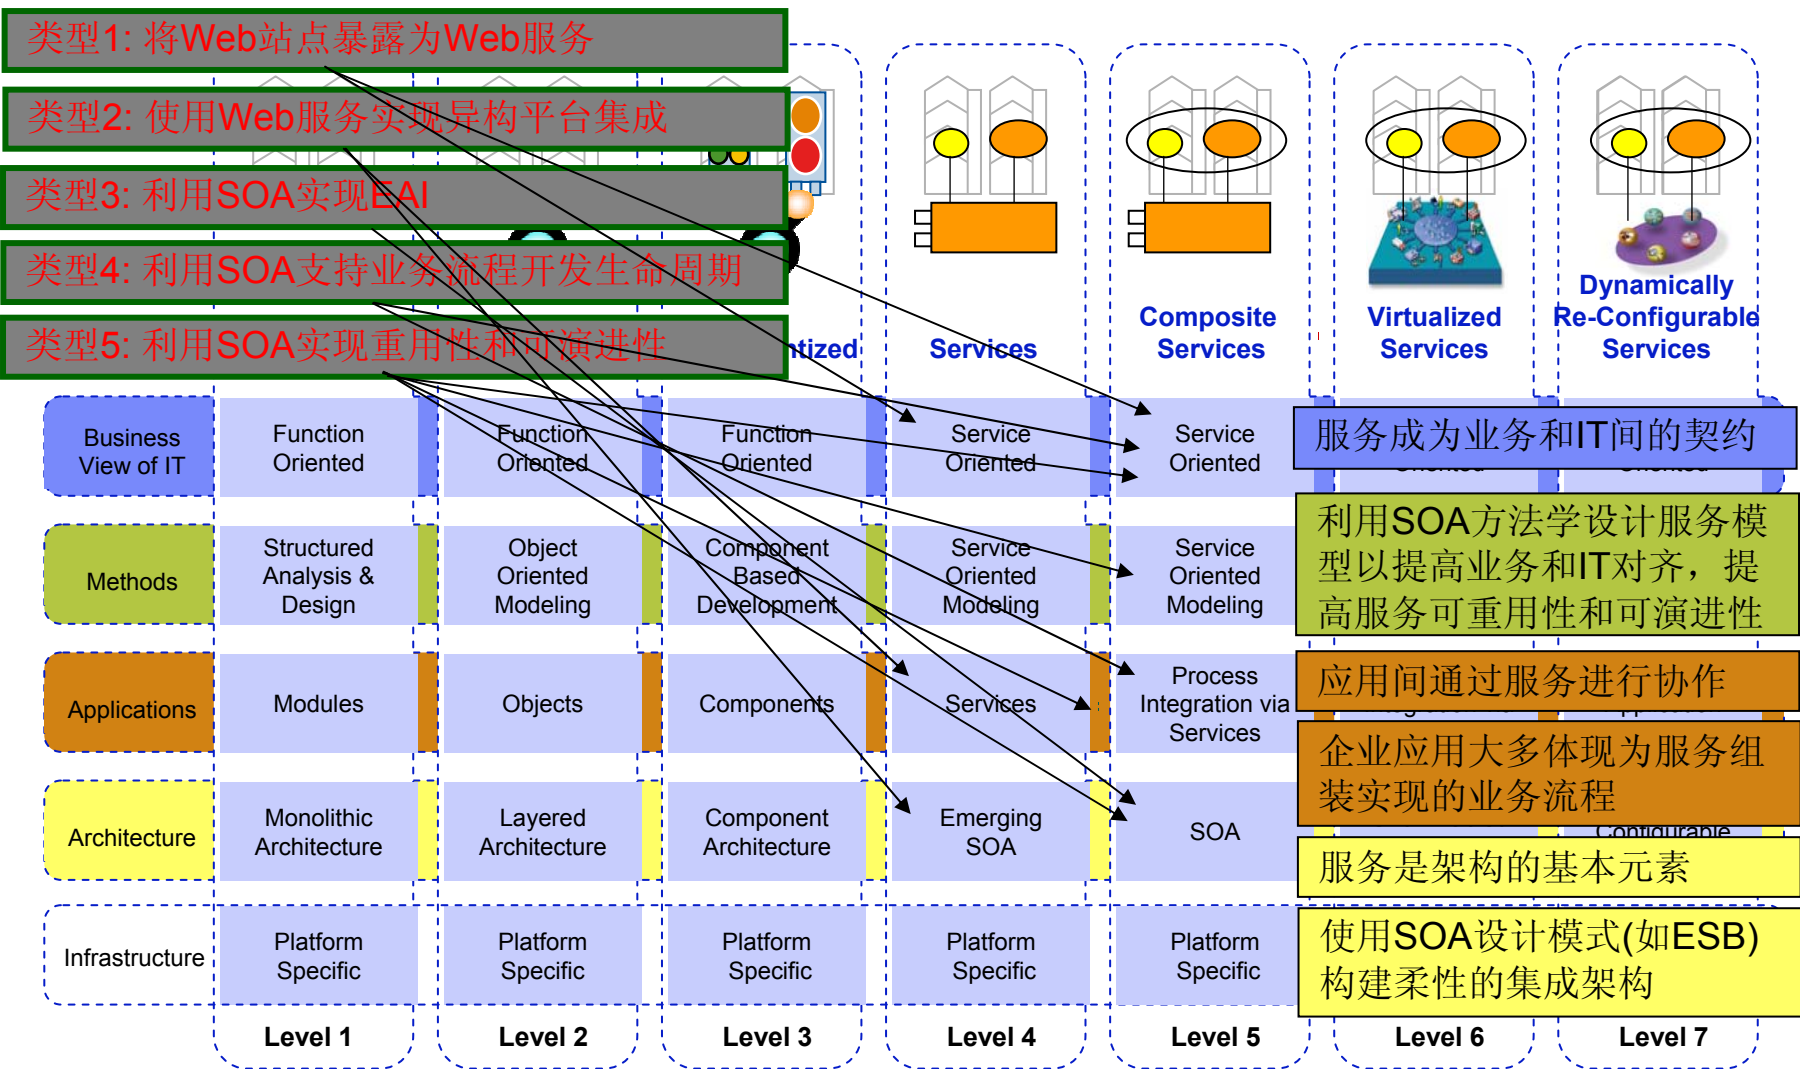 类型1: 将Web站点暴露为Web服务
类型2: 使用Web服务实现异构平台集成
类型3: 利用SOA实现EAI
类型4: 利用SOA支持业务流程开发生命周期
类型5: 利用SOA实现重用性和可演进性
ntized
Services
Composite
Services
Virtualized
Services
Dynamically
Re-Configurable
Services
Business
View of IT
Function
Oriented
Function
Oriented
Function
Oriented
Service
Oriented
Service
Oriented
服务成为业务和IT间的契约
Methods
Structured
Analysis &
Design
Object
Oriented
Modeling
Component
Based
Development
Service
Oriented
Modeling
Service
Oriented
Modeling
利用SOA方法学设计服务模
型以提高业务和IT对齐，提
高服务可重用性和可演进性
Applications
Modules
Objects
Components
Services
Process
Integration via
Services
应用间通过服务进行协作
企业应用大多体现为服务组
装实现的业务流程
Architecture
Monolithic
Architecture
Layered
Architecture
Component
Architecture
Emerging
SOA
SOA
Configurable
服务是架构的基本元素
Infrastructure
Platform
Specific
Platform
Specific
Platform
Specific
Platform
Specific
Platform
Specific
使用SOA设计模式(如ESB)
构建柔性的集成架构
Level 1
Level 2
Level 3
Level 4
Level 5
Level 6
Level 7